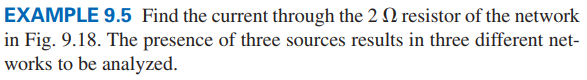 EXAMPLE 9.5 Find the current through the 2 Ω resistor of the network
in Fig. 9.18. The presence of three sources results in three different net-
works to be analyzed.